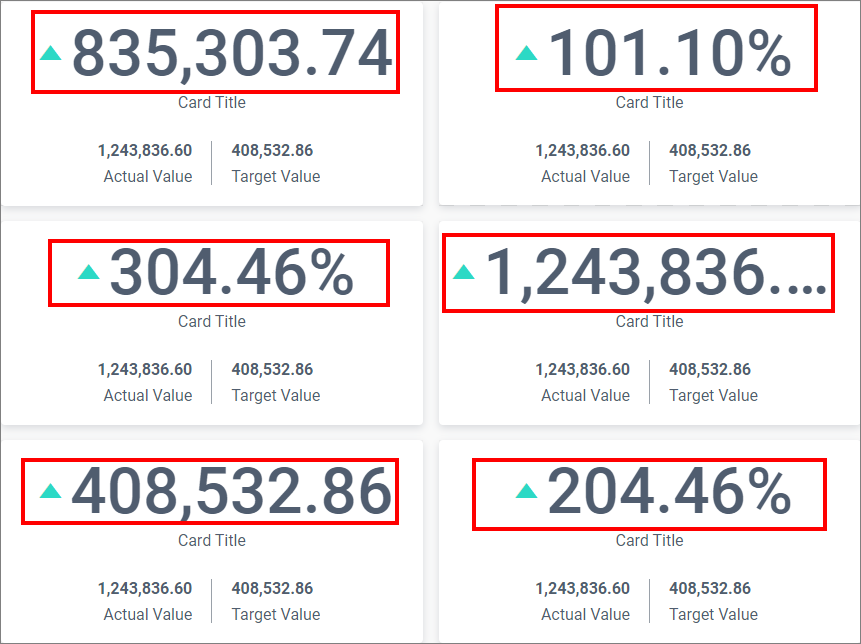 835,303.74
Card Title
1,243,836.60 408,532.86
Actual Value Target Value
101.10%
Card Title
1,243,836.60 408,532.86
Actual Value Target Value
304.46%
Card Title
1,243,836.60 408,532.86
Actual Value Target Value
1,243,836....
Card Title
1,243,836.60 408,532.86
Actual Value Target Value
408,532.86
Card Title
1,243,836.60 408,532.86
Actual Value Target Value
204.46%
Card Title
1,243,836.60 408,532.86
Actual Value Target Value